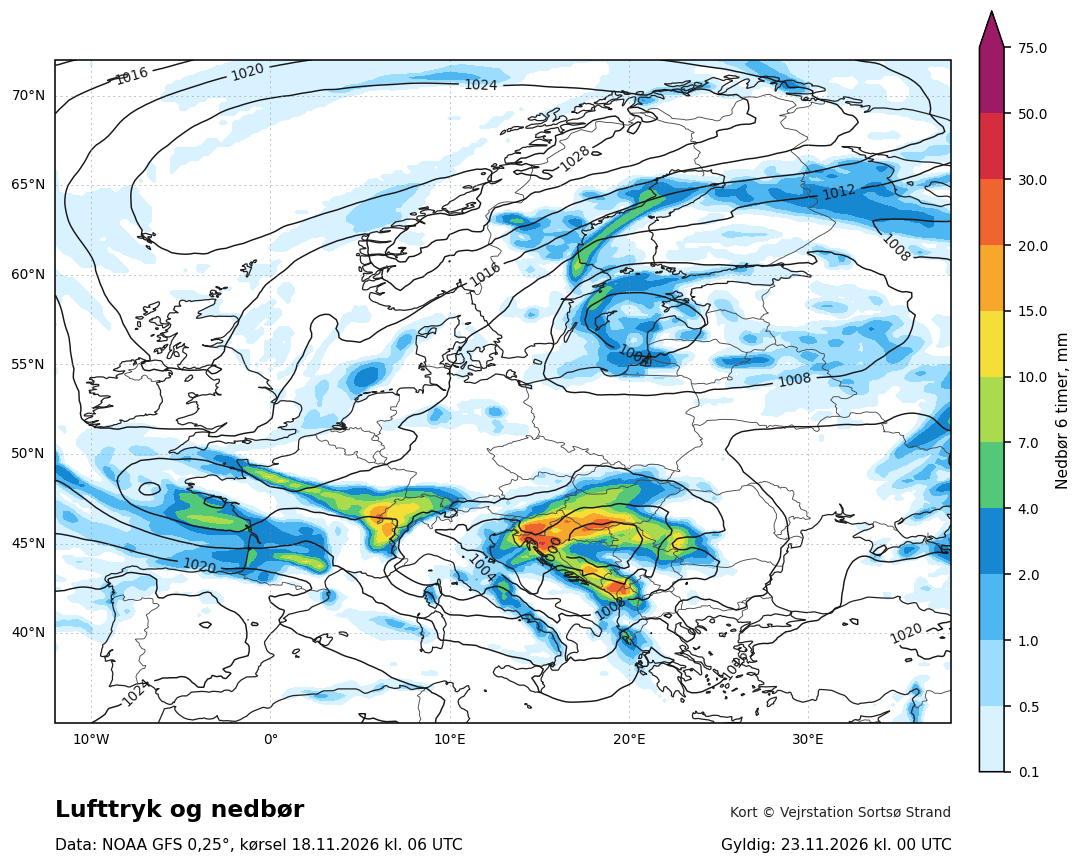 1016
1020
1024
1028
1012
1008
1016
1004
1008
1000
1004
1020
1008
1020
1024
70°N
65°N
60°N
55°N
50°N
45°N
40°N
10°W
0°
10°E
20°E
30°E
75.0
50.0
30.0
20.0
15.0
10.0
7.0
4.0
2.0
1.0
0.5
0.1
Nedbør 6 timer, mm
Lufttryk og nedbør
Kort © Vejrstation Sortsø Strand
Data: NOAA GFS 0,25°, kørsel 18.11.2026 kl. 06 UTC
Gyldig: 23.11.2026 kl. 00 UTC